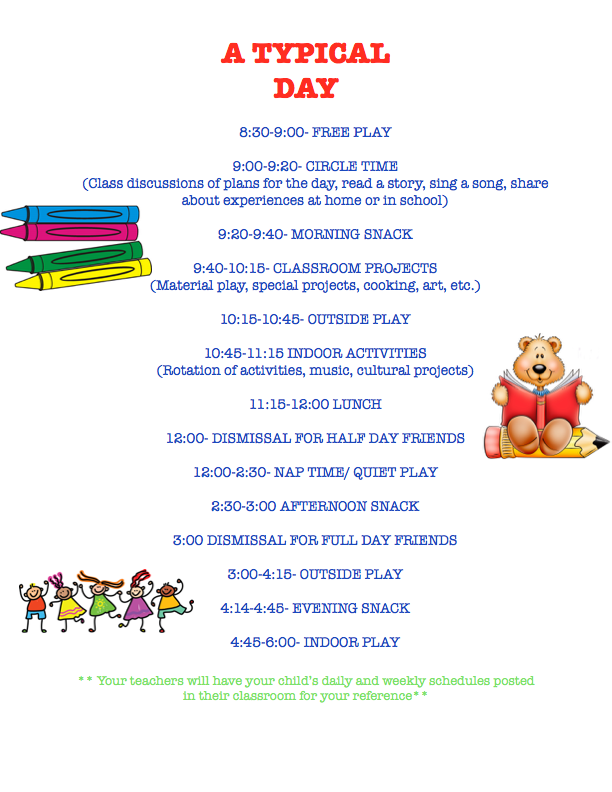 A TYPICAL
DAY
8:30-9:00- FREE PLAY
9:00-9:20- CIRCLE TIME
(Class discussions of plans for the day, read a story, sing a song, share
about experiences at home or in school)
9:20-9:40- MORNING SNACK
9:40-10:15- CLASSROOM PROJECTS
(Material play, special projects, cooking, art, etc.)
10:15-10:45- OUTSIDE PLAY
10:45-11:15 INDOOR ACTIVITIES
(Rotation of activities, music, cultural projects)
11:15-12:00 LUNCH
12:00- DISMISSAL FOR HALF DAY FRIENDS
12:00-2:30- NAP TIME/ QUIET PLAY
2:30-3:00 AFTERNOON SNACK
3:00 DISMISSAL FOR FULL DAY FRIENDS
3:00-4:15- OUTSIDE PLAY
4:14-4:45- EVENING SNACK
4:45-6:00- INDOOR PLAY
** Your teachers will have your child's daily and weekly schedules posted
in their classroom for your reference**